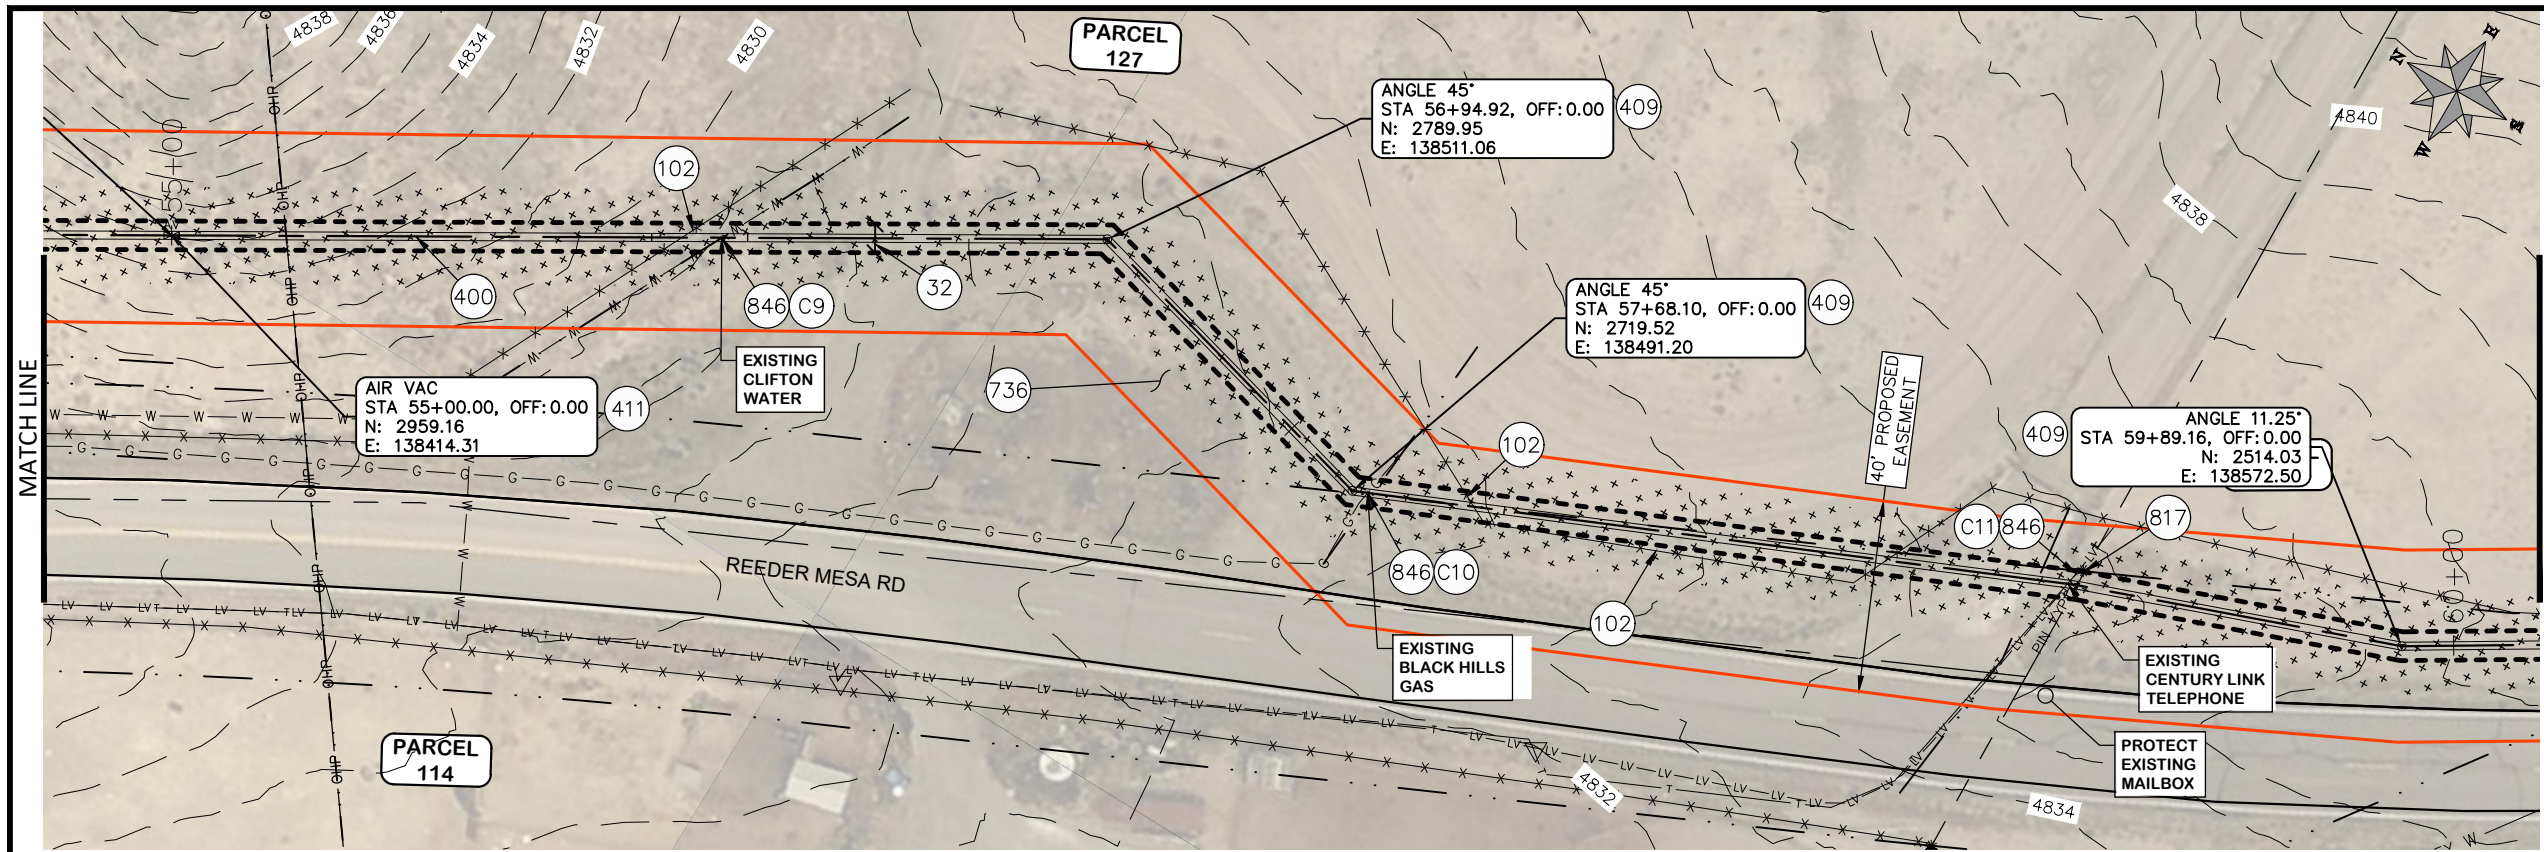 4838
4836
4834
4832
4830
PARCEL
127
ANGLE 45°
STA 56+94.92, OFF: 0.00
N: 2789.95
E: 138511.06
409
N
E
W
4840
4838
55+00
102
400
846 C9
32
EXISTING
CLIFTON
WATER
736
ANGLE 45°
STA 57+68.10, OFF: 0.00
N: 2719.52
E: 138491.20
409
MATCH LINE
AIR VAC
STA 55+00.00, OFF: 0.00
N: 2959.16
E: 138414.31
411
40' PROPOSED
EASEMENT
409
ANGLE 11.25°
STA 59+89.16, OFF: 0.00
N: 2514.03
E: 138572.50
102
C11 846
817
60+00
REEDER MESA RD
846 C10
102
EXISTING
BLACK HILLS
GAS
EXISTING
CENTURY LINK
TELEPHONE
PROTECT
EXISTING
MAILBOX
PARCEL
114
4832
4834